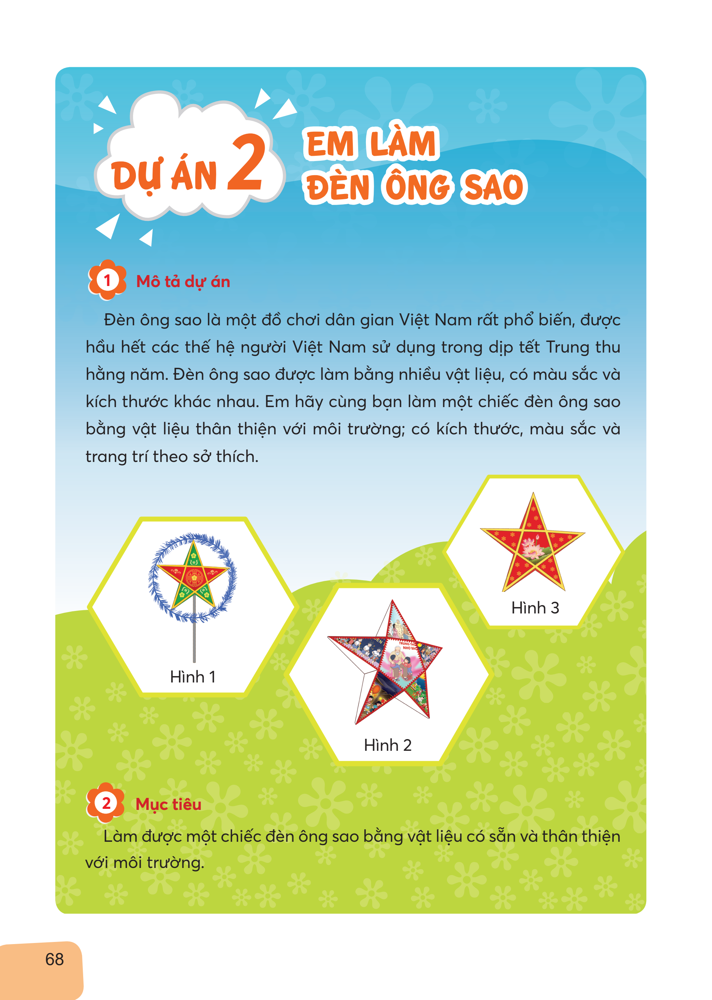 DỰ ÁN 2
EM LÀM
ĐÈN ÔNG SAO
1 Mô tả dự án
Đèn ông sao là một đồ chơi dân gian Việt Nam rất phổ biến, được
hầu hết các thế hệ người Việt Nam sử dụng trong dịp tết Trung thu
hằng năm. Đèn ông sao được làm bằng nhiều vật liệu, có màu sắc và
kích thước khác nhau. Em hãy cùng bạn làm một chiếc đèn ông sao
bằng vật liệu thân thiện với môi trường; có kích thước, màu sắc và
trang trí theo sở thích.
Hình 3
Hình 1
TRUNG THU
NHỚ BÁC
Hình 2
2 Mục tiêu
Làm được một chiếc đèn ông sao bằng vật liệu có sẵn và thân thiện
với môi trường.
68